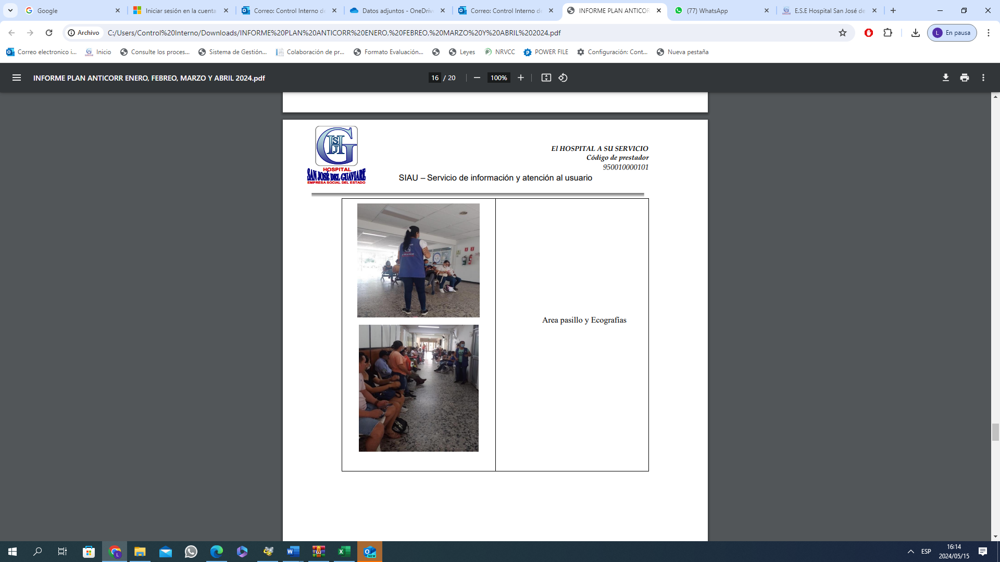 Google
Iniciar sesión en la cuenta
Correo: Control Interno de
Datos adjuntos - OneDrive
Correo: Control Interno de
INFORME PLAN ANTICOR
(77) WhatsApp
E.S.E Hospital San José de
Archivo
C:/Users/Control%20Interno/Downloads/INFORME%20PLAN%20ANTICORR%20ENERO,%20FEBREO,%20MARZO%20Y%20ABRIL%202024.pdf
L
En pausa
Correo electronico i...
Inicio
Consulte los proces...
Sistema de Gestión...
Colaboración de pr...
Formato Evaluación...
Leyes
NRVCC
POWER FILE
Configuración: Cont...
Nueva pestaña
INFORME PLAN ANTICORR ENERO, FEBREO, MARZO Y ABRIL 2024.pdf
16 / 20
100%
HOSPITAL
SAN JOSÉ DEL GUAVIARE
EMPRESA SOCIAL DEL ESTADO
El HOSPITAL A SU SERVICIO
Código de prestador
950010000101
SIAU – Servicio de información y atención al usuario
Area pasillo y Ecografías
ESP
16:14
2024/05/15